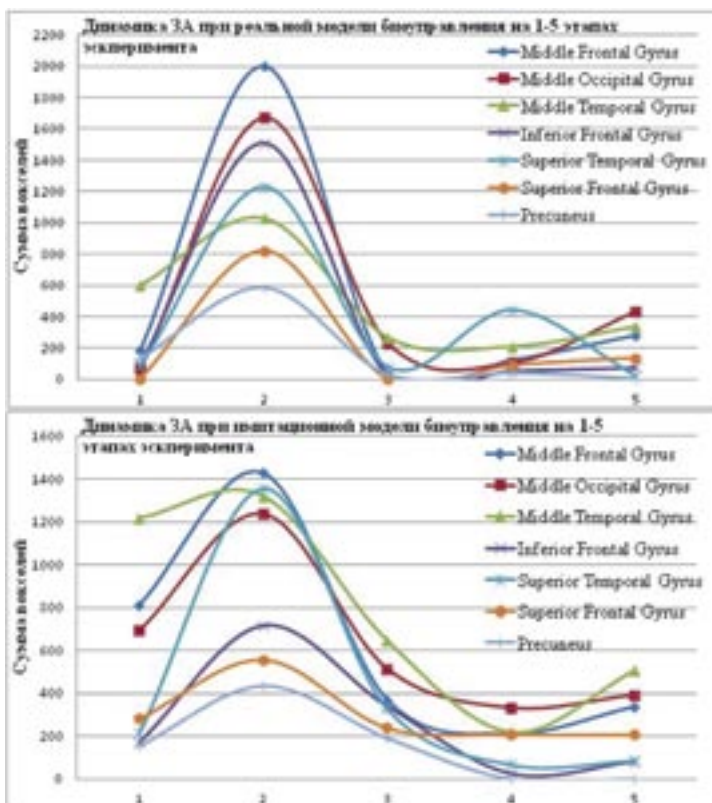 Динамика ЗА при реальной модели биоуправления на 1-5 этапах
эксперимента
2200
2000
1800
1600
1400
1200
1000
800
600
400
200
0
Сумма вокселей
Middle Frontal Gyrus
Middle Occipital Gyrus
Middle Temporal Gyrus
Inferior Frontal Gyrus
Superior Temporal Gyrus
Superior Frontal Gyrus
Precuneus
1 2 3 4 5
Динамика ЗА при имитационной модели биоуправления на 1-5
этапах эксперимента
1600
1400
1200
1000
800
600
400
200
0
Сумма вокселей
Middle Frontal Gyrus
Middle Occipital Gyrus
Middle Temporal Gyrus
Inferior Frontal Gyrus
Superior Temporal Gyrus
Superior Frontal Gyrus
Precuneus
1 2 3 4 5